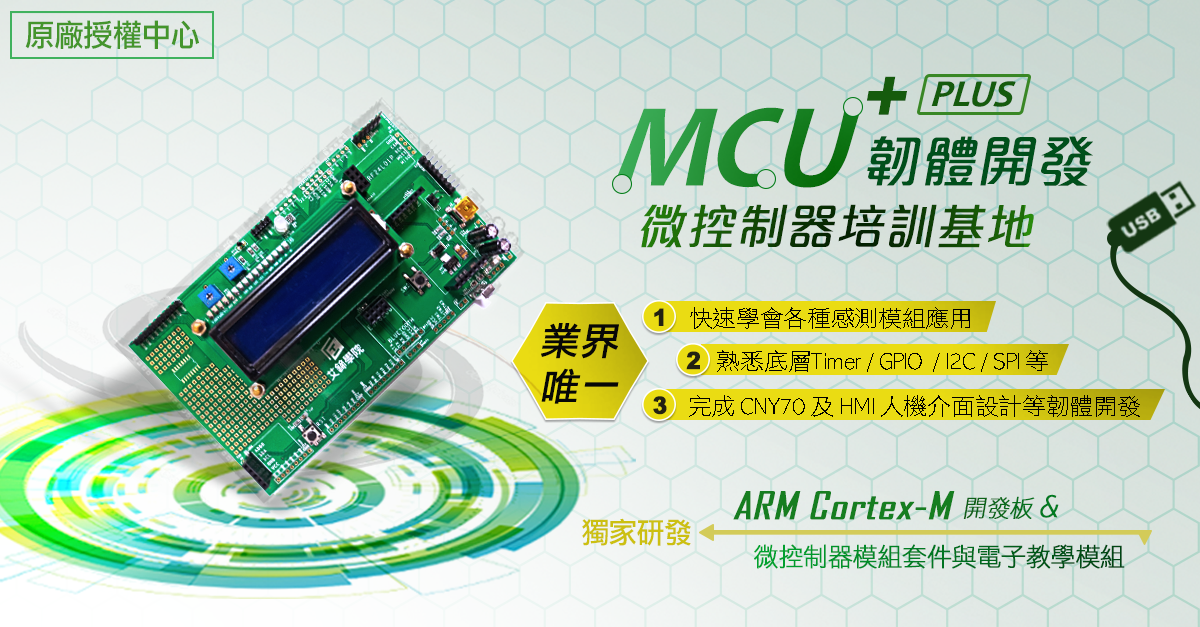 原廠授權中心
MCU+ PLUS
韌體開發
微控制器培訓基地
USB
業界
唯一
1 快速學會各種感測模組應用
2 熟悉底層Timer / GPIO / I2C / SPI 等
3 完成 CNY70 及 HMI 人機介面設計等韌體開發
ARM Cortex-M 開發板 &
獨家研發
微控制器模組套件與電子教學模組
艾鍗學院